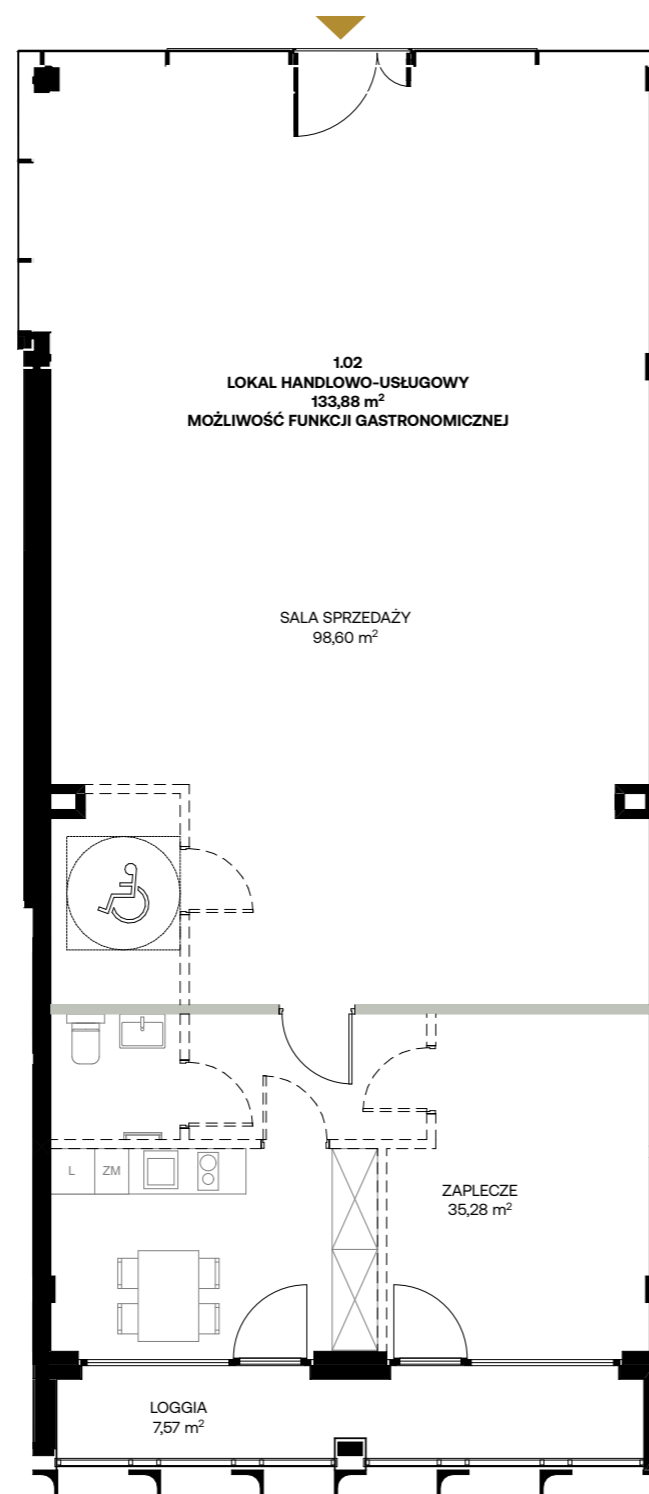 1.02
LOKAL HANDLOWO-USŁUGOWY
133,88 m²
MOŻLIWOŚĆ FUNKCJI GASTRONOMICZNEJ
SALA SPRZEDAŻY
98,60 m²
L ZM
ZAPLECZE
35,28 m²
LOGGIA
7,57 m²